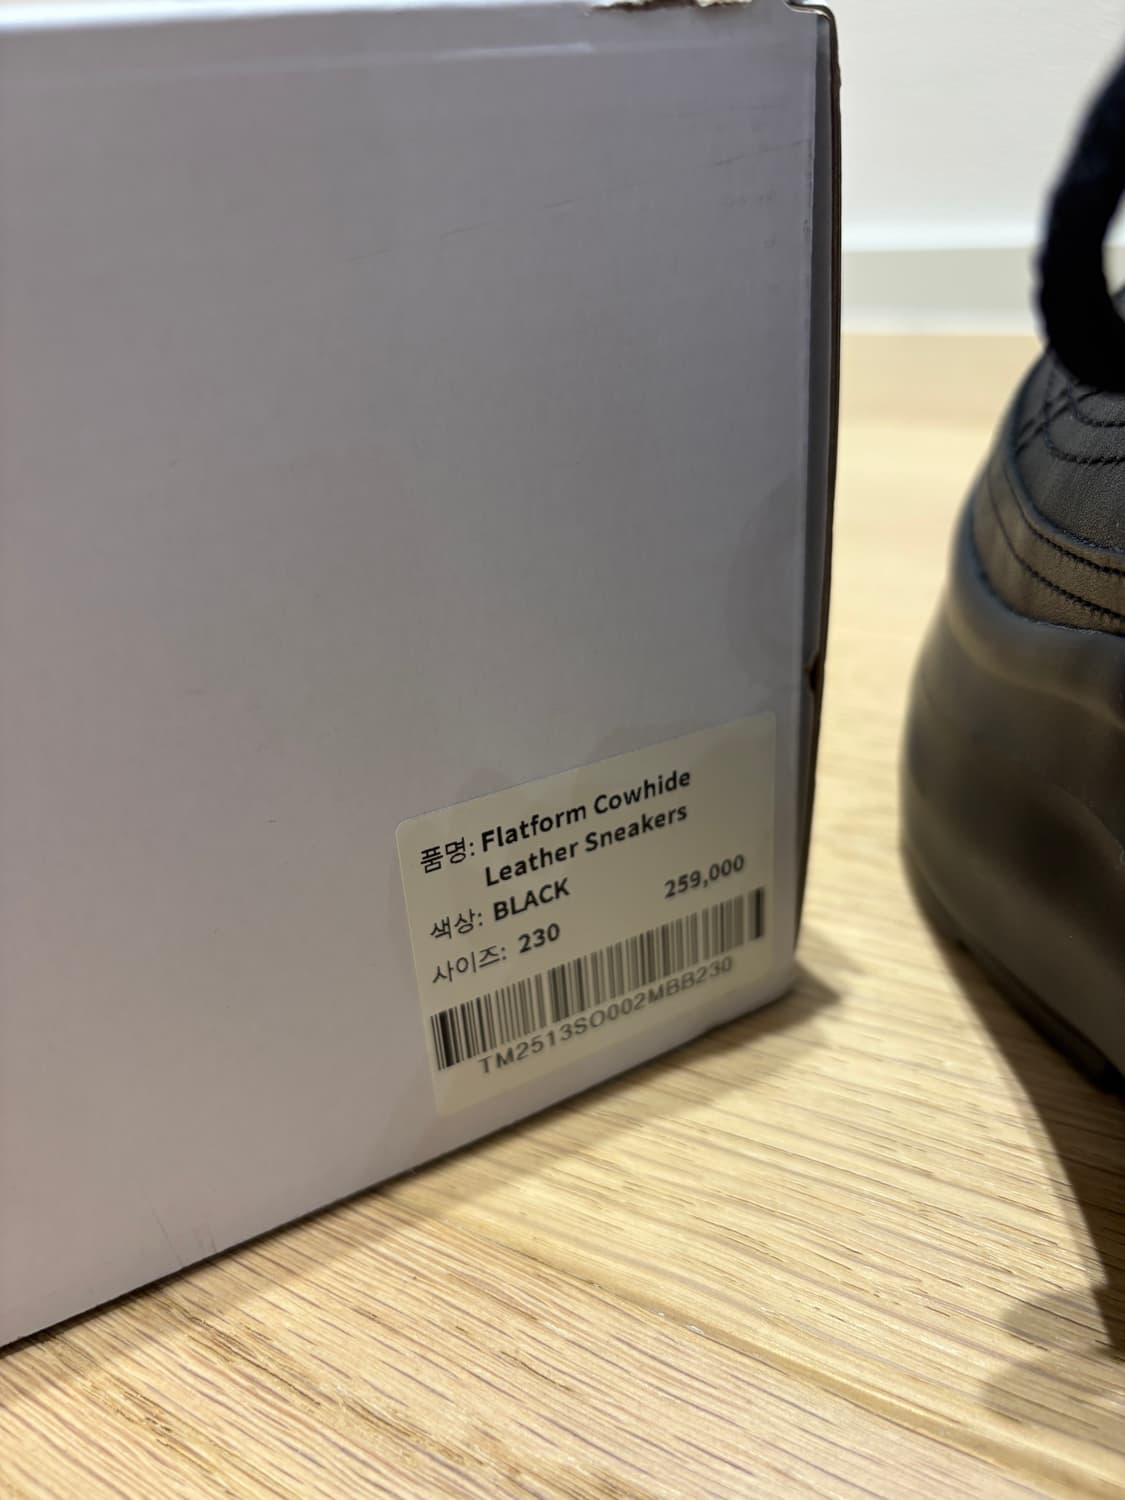 품명: Flatform Cowhide
Leather Sneakers
색상: BLACK 259,000
사이즈: 230
TM2513SO002MBB230